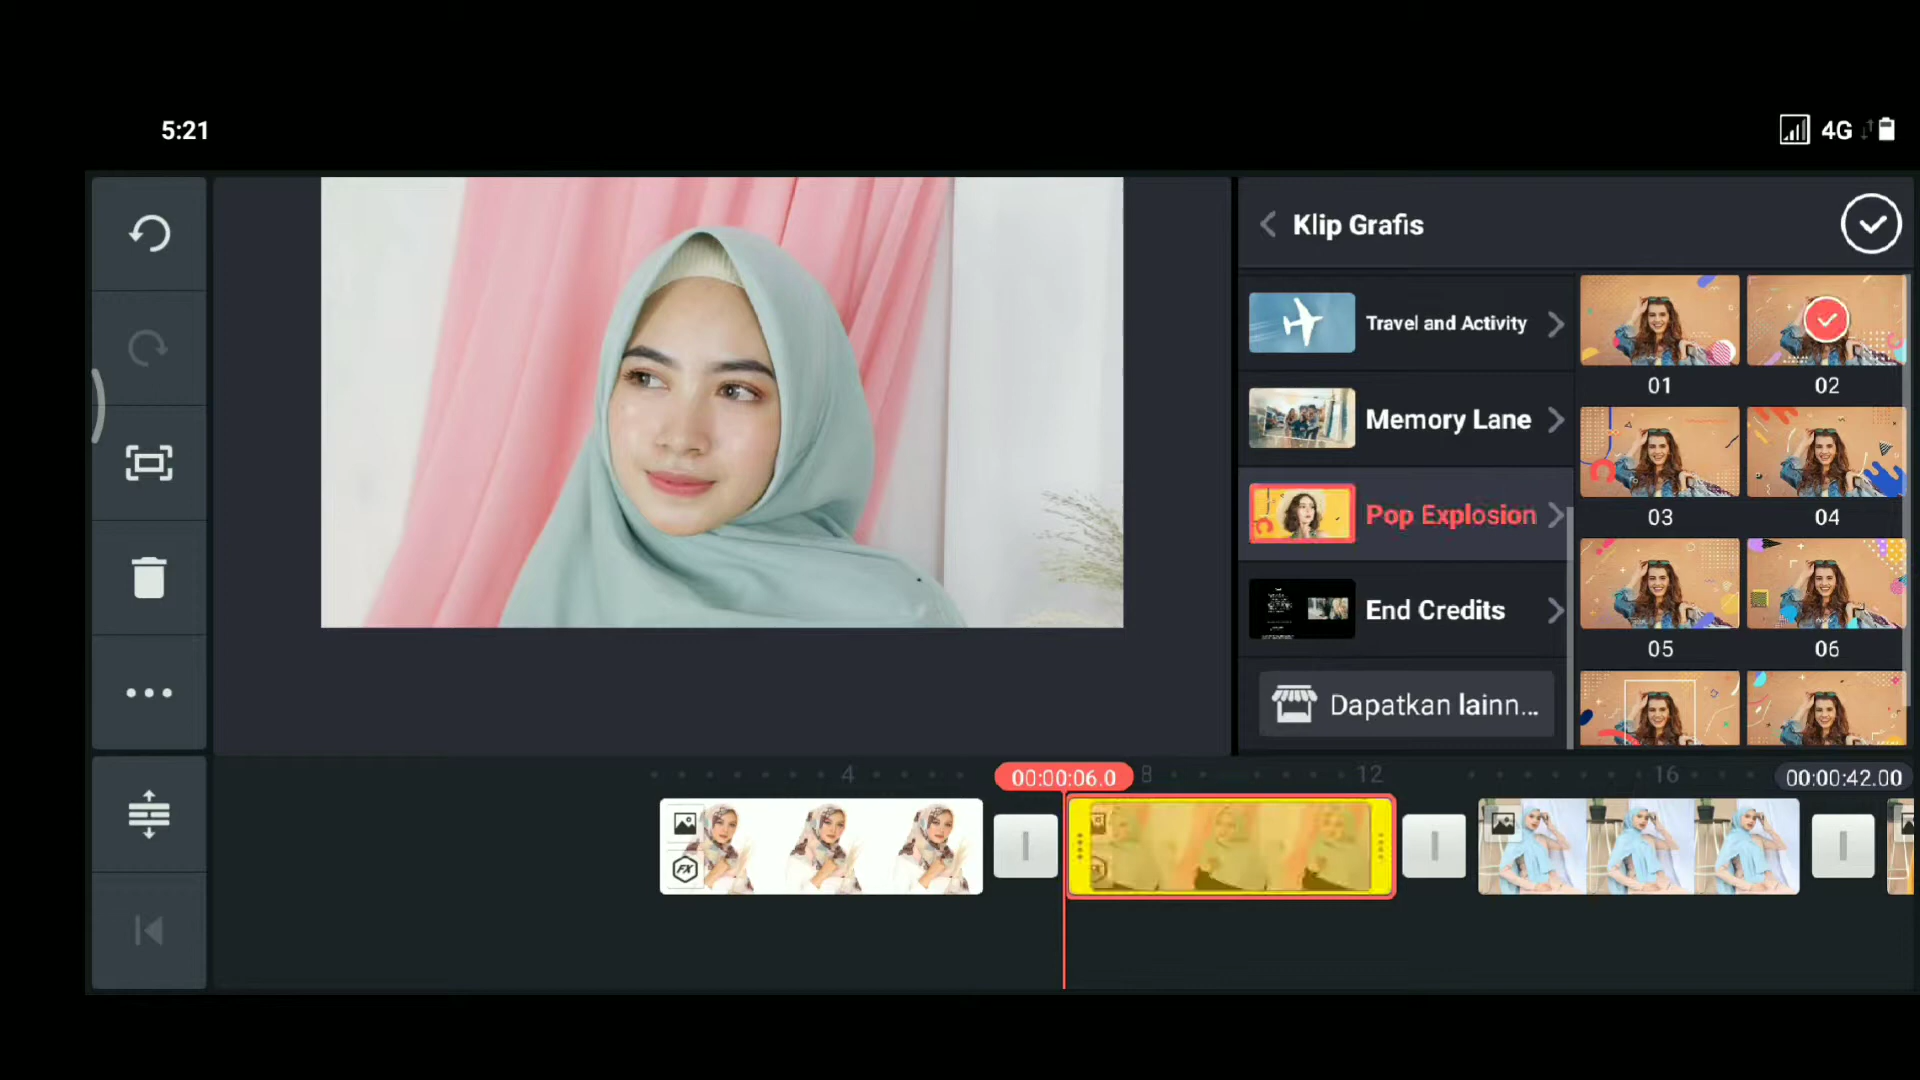 5:21
4G
Klip Grafis
Travel and Activity
Memory Lane
Pop Explosion
End Credits
Dapatkan lainn...
01
02
03
04
05
06
4
00:00:06.0
8
12
16
00:00:42.00
FX